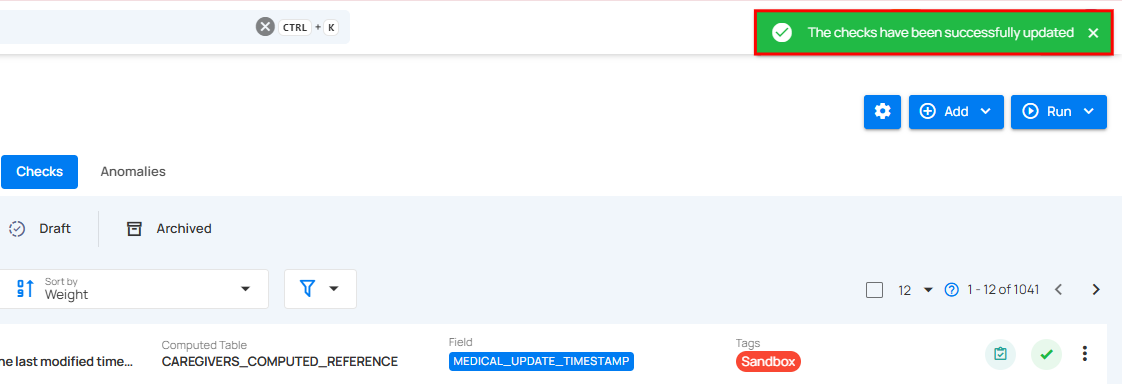 CTRL + K
The checks have been successfully updated
Add
Run
Checks
Anomalies
Draft
Archived
Sort by
Weight
12
1 - 12 of 1041
he last modified time...
Computed Table
CAREGIVERS_COMPUTED_REFERENCE
Field
MEDICAL_UPDATE_TIMESTAMP
Tags
Sandbox